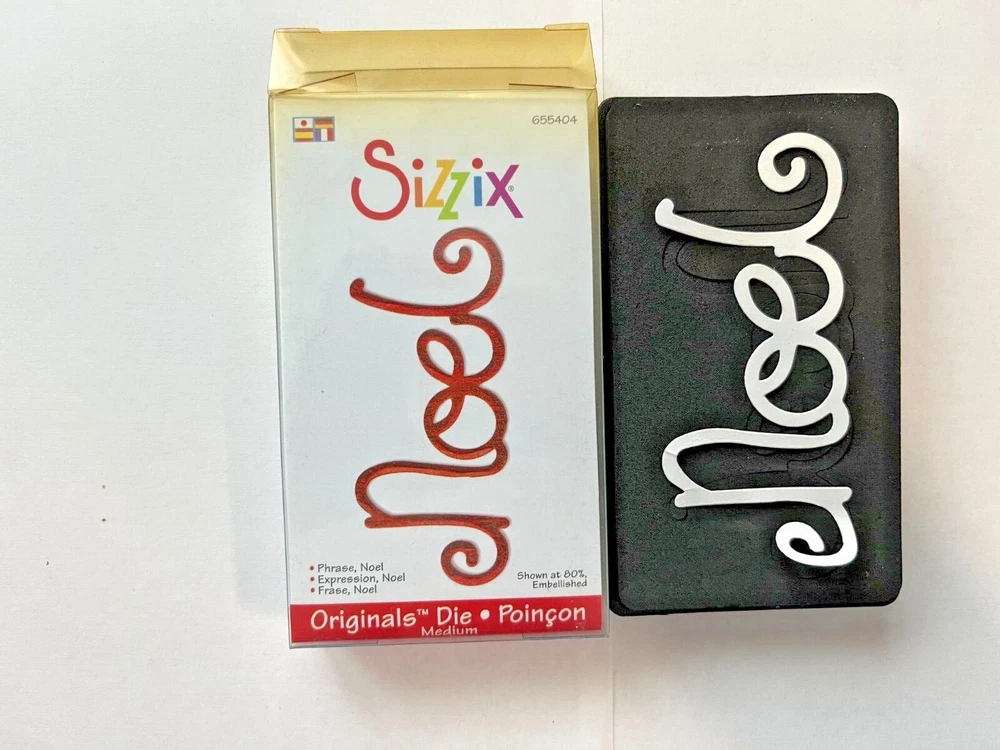 655404
Sizzix®
noel
• Phrase, Noel
• Expression, Noel
• Frase, Noel
Shown at 80%,
Embellished
Originals™ Die • Poinçon
Medium
noel